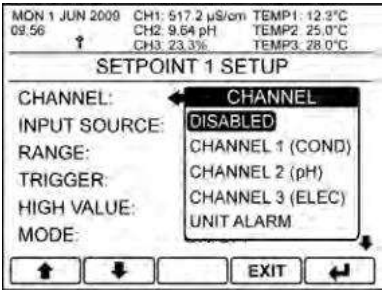 MON 1 JUN 2009 CH1: 517.2 µS/cm TEMP1: 12.3°C
09:56 CH2: 9.64 pH TEMP2: 25.0°C
CH3: 23.3% TEMP3: 28.0°C
SETPOINT 1 SETUP
CHANNEL:
CHANNEL
INPUT SOURCE:
DISABLED
RANGE:
CHANNEL 1 (COND)
TRIGGER:
CHANNEL 2 (pH)
HIGH VALUE:
CHANNEL 3 (ELEC)
MODE:
UNIT ALARM
EXIT